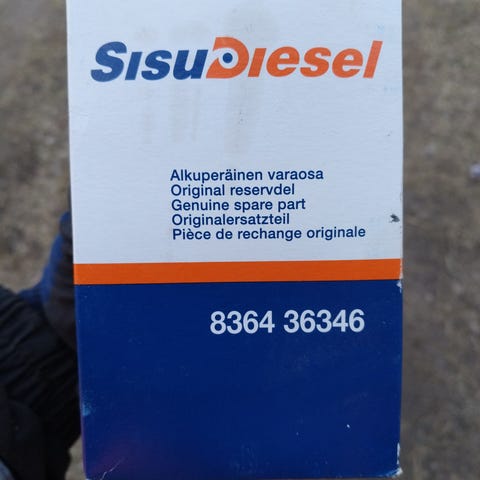 SISUDIESEL
Alkuperäinen varaosa
Original reservdel
Genuine spare part
Originalersatzteil
Pièce de rechange originale
8364 36346